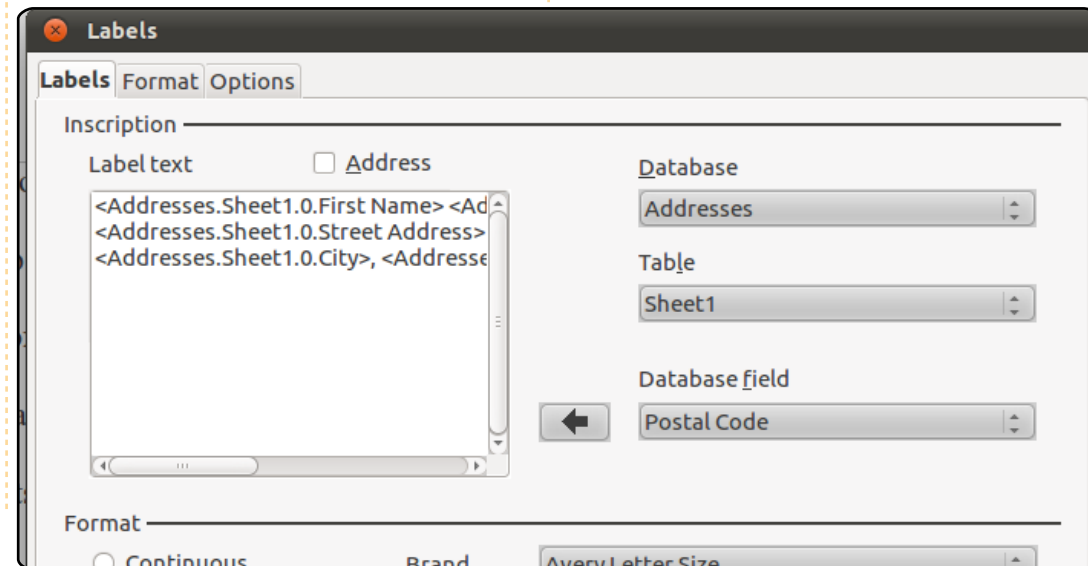 Labels
Labels Format Options
Inscription
Label text Address Database
<Addresses.Sheet1.0.First Name> <Ad
<Addresses.Sheet1.0.Street Address>
<Addresses.Sheet1.0.City>, <Addresse
Addresses
Table
Sheet1
Database field
Postal Code
Format
Continuous Brand Avery Letter Size